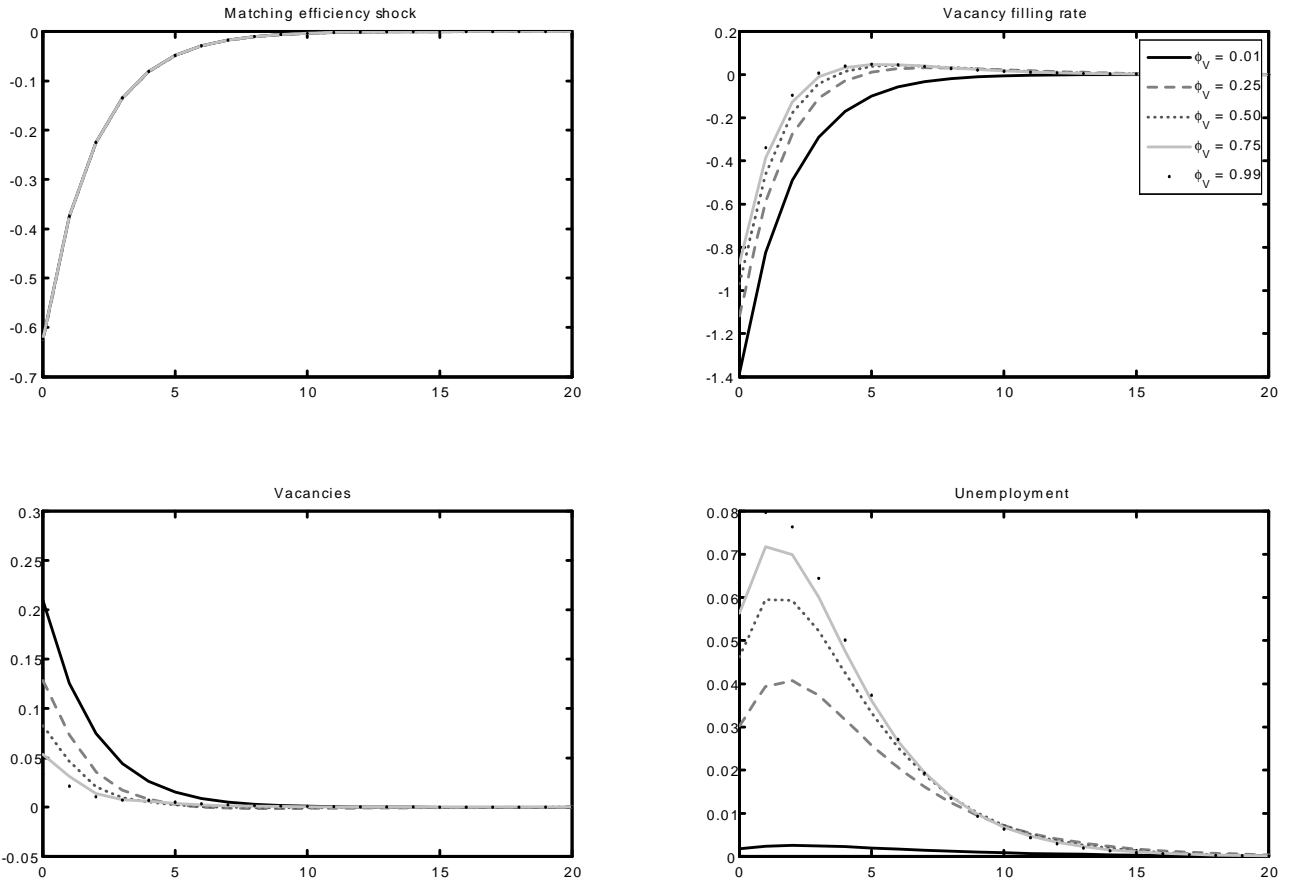 Matching efficiency shock
0
-0.1
-0.2
-0.3
-0.4
-0.5
-0.6
-0.7
0 5 10 15 20
Vacancy filling rate
0.2
0
-0.2
-0.4
-0.6
-0.8
-1
-1.2
-1.4
0 5 10 15 20
ϕV = 0.01
ϕV = 0.25
ϕV = 0.50
ϕV = 0.75
ϕV = 0.99
Vacancies
0.3
0.25
0.2
0.15
0.1
0.05
0
-0.05
0 5 10 15 20
Unemployment
0.08
0.07
0.06
0.05
0.04
0.03
0.02
0.01
0
0 5 10 15 20